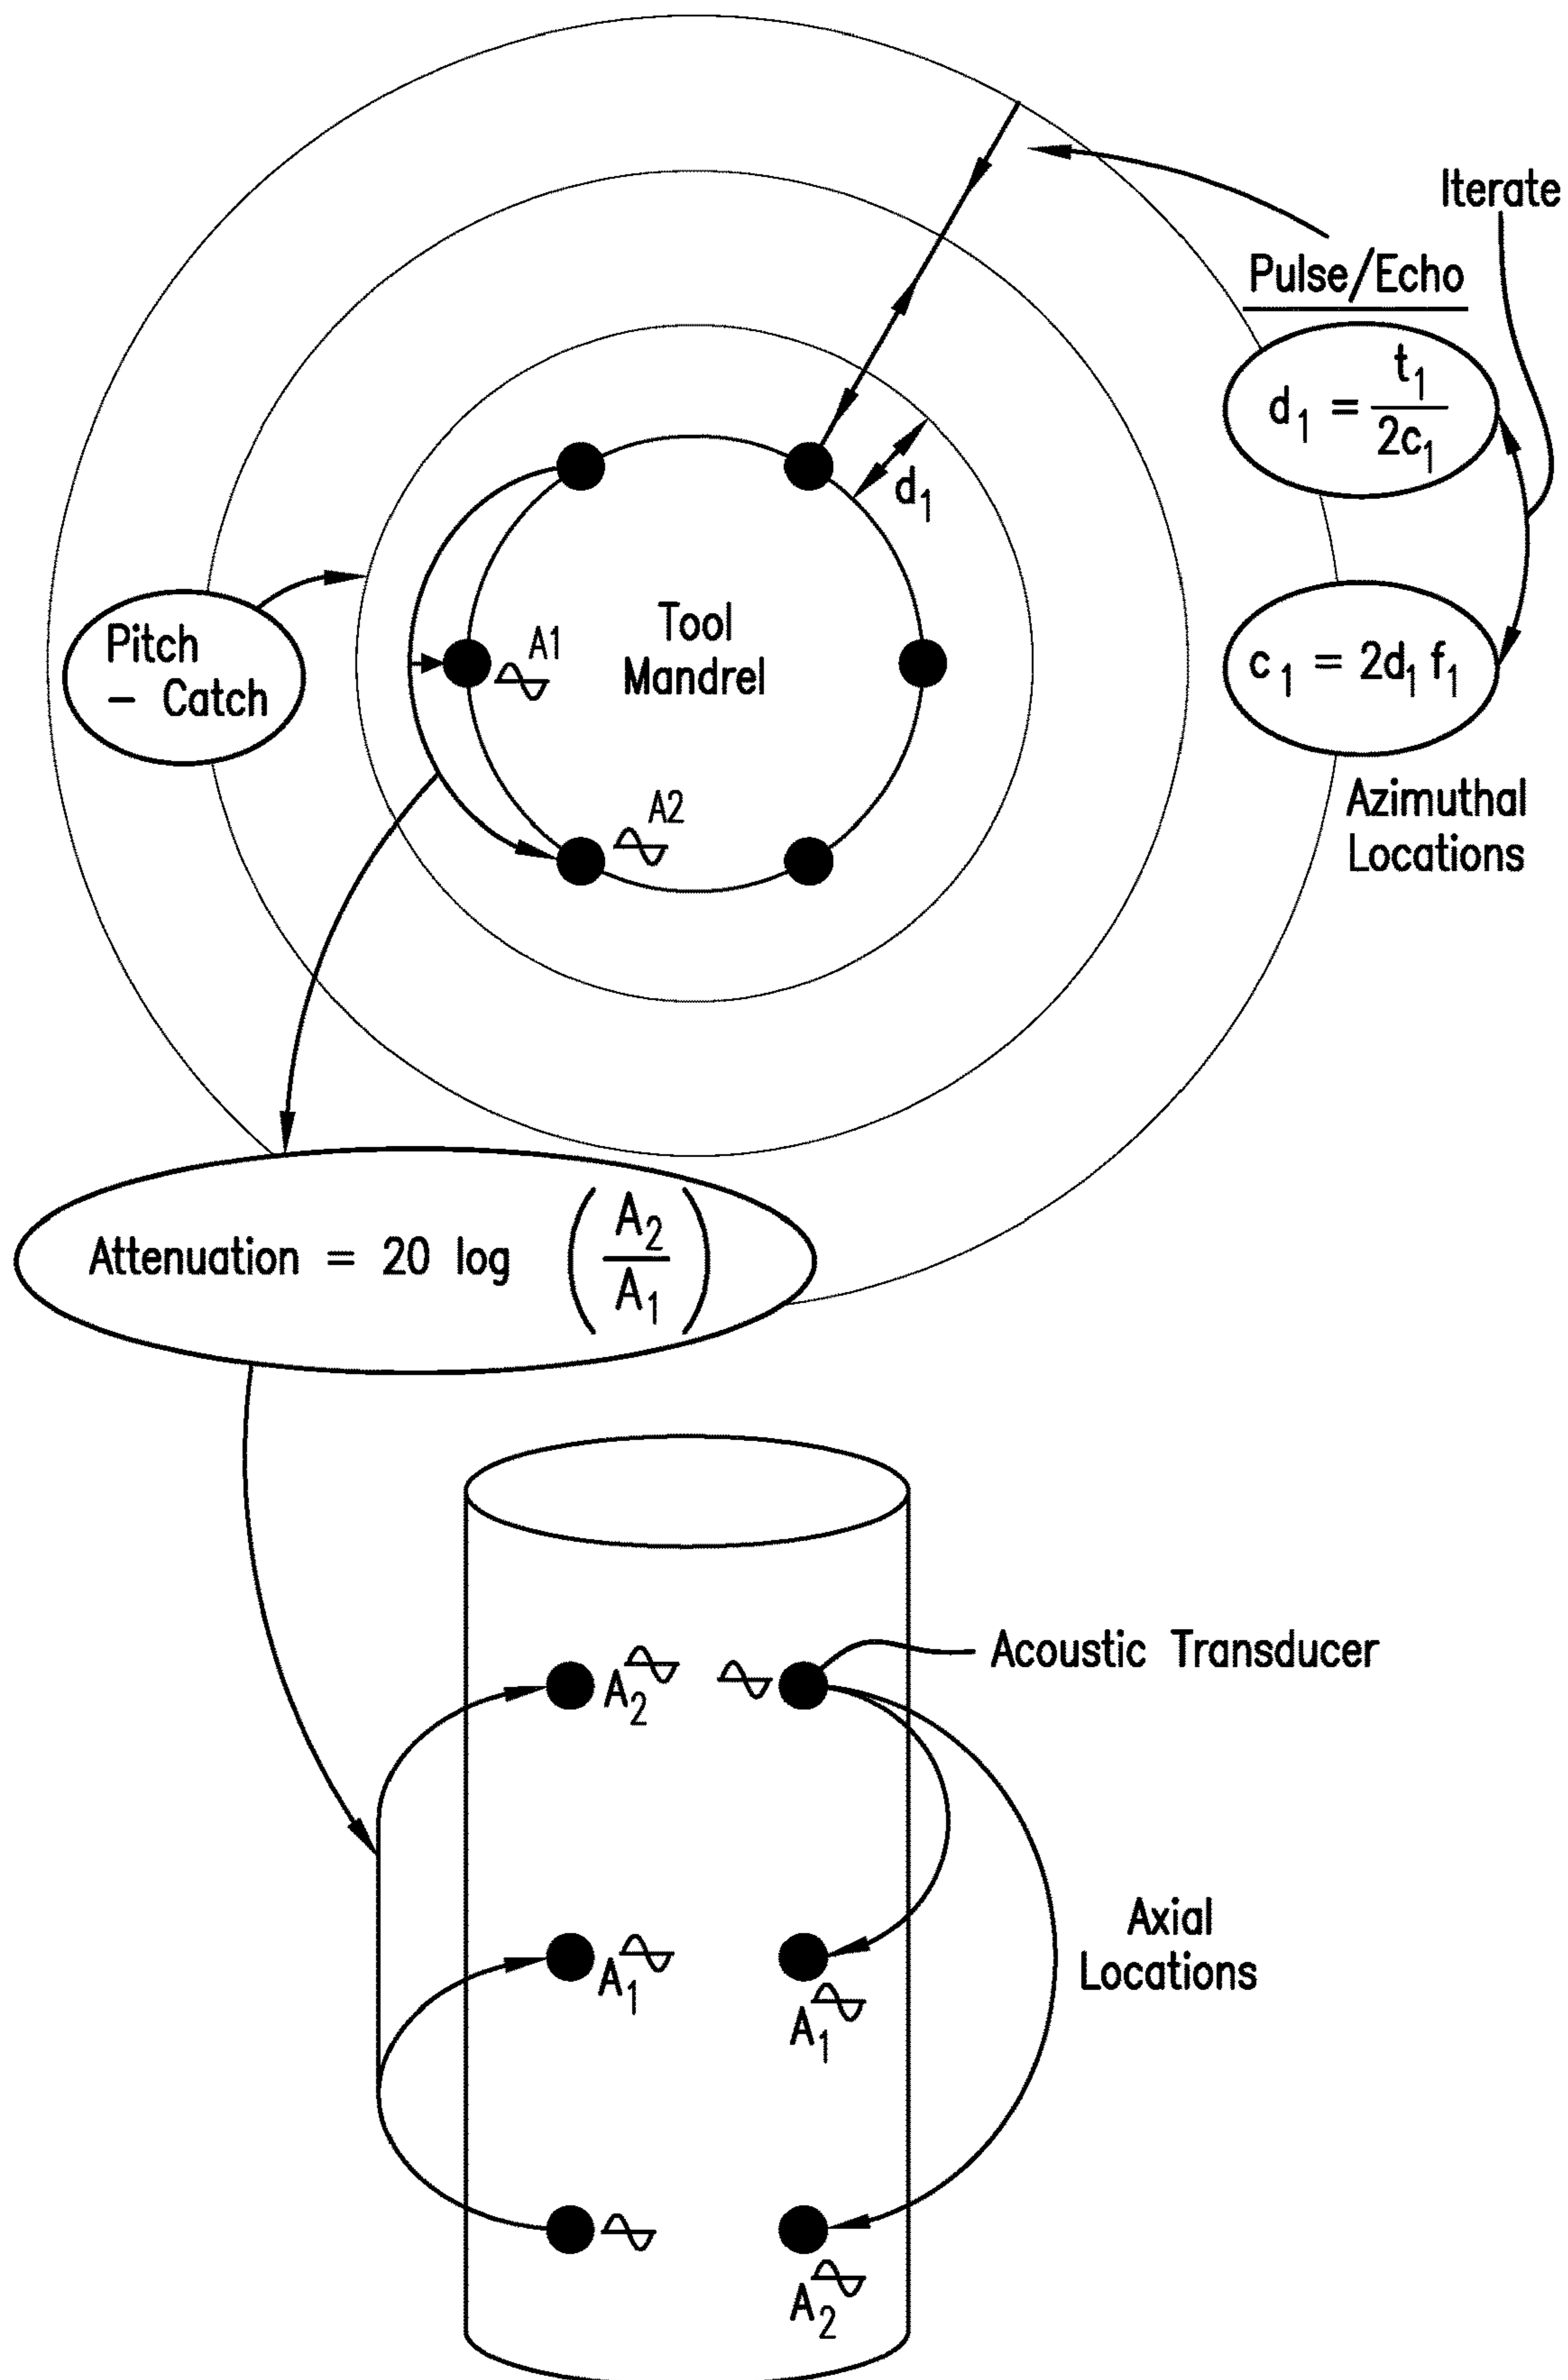 Iterate
Pulse/Echo
d₁ = t₁/2c₁
d₁
Pitch
– Catch
A1
Tool
Mandrel
c₁ = 2d₁ f₁
A2
Azimuthal
Locations
Attenuation = 20 log (A₂/A₁)
A₂
Acoustic Transducer
A₁
A₁
Axial
Locations
A₂